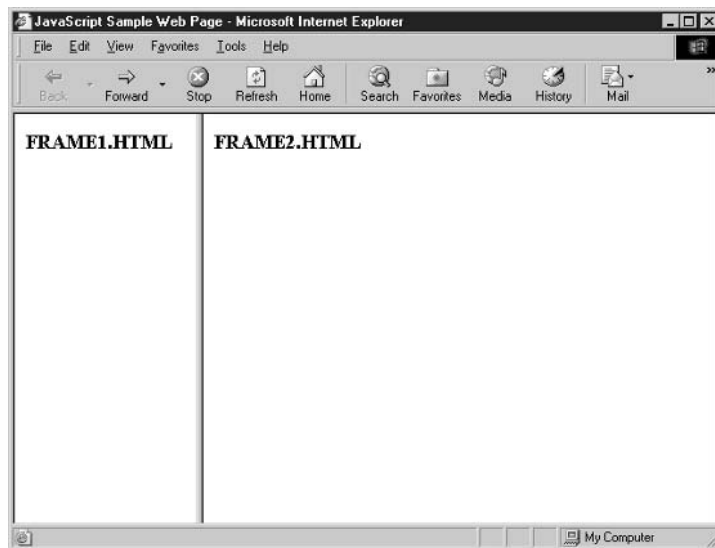 JavaScript Sample Web Page - Microsoft Internet Explorer
File Edit View Favorites Tools Help
Back Forward Stop Refresh Home Search Favorites Media History Mail »
FRAME1.HTML FRAME2.HTML
My Computer